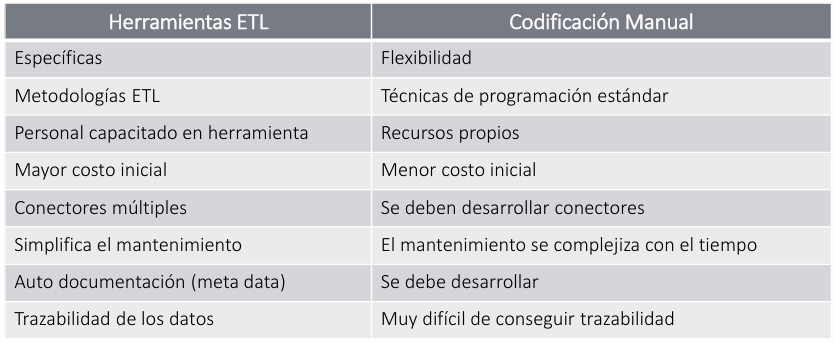 Herramientas ETL Codificación Manual
Específicas Flexibilidad
Metodologías ETL Técnicas de programación estándar
Personal capacitado en herramienta Recursos propios
Mayor costo inicial Menor costo inicial
Conectores múltiples Se deben desarrollar conectores
Simplifica el mantenimiento El mantenimiento se complejiza con el tiempo
Auto documentación (meta data) Se debe desarrollar
Trazabilidad de los datos Muy difícil de conseguir trazabilidad